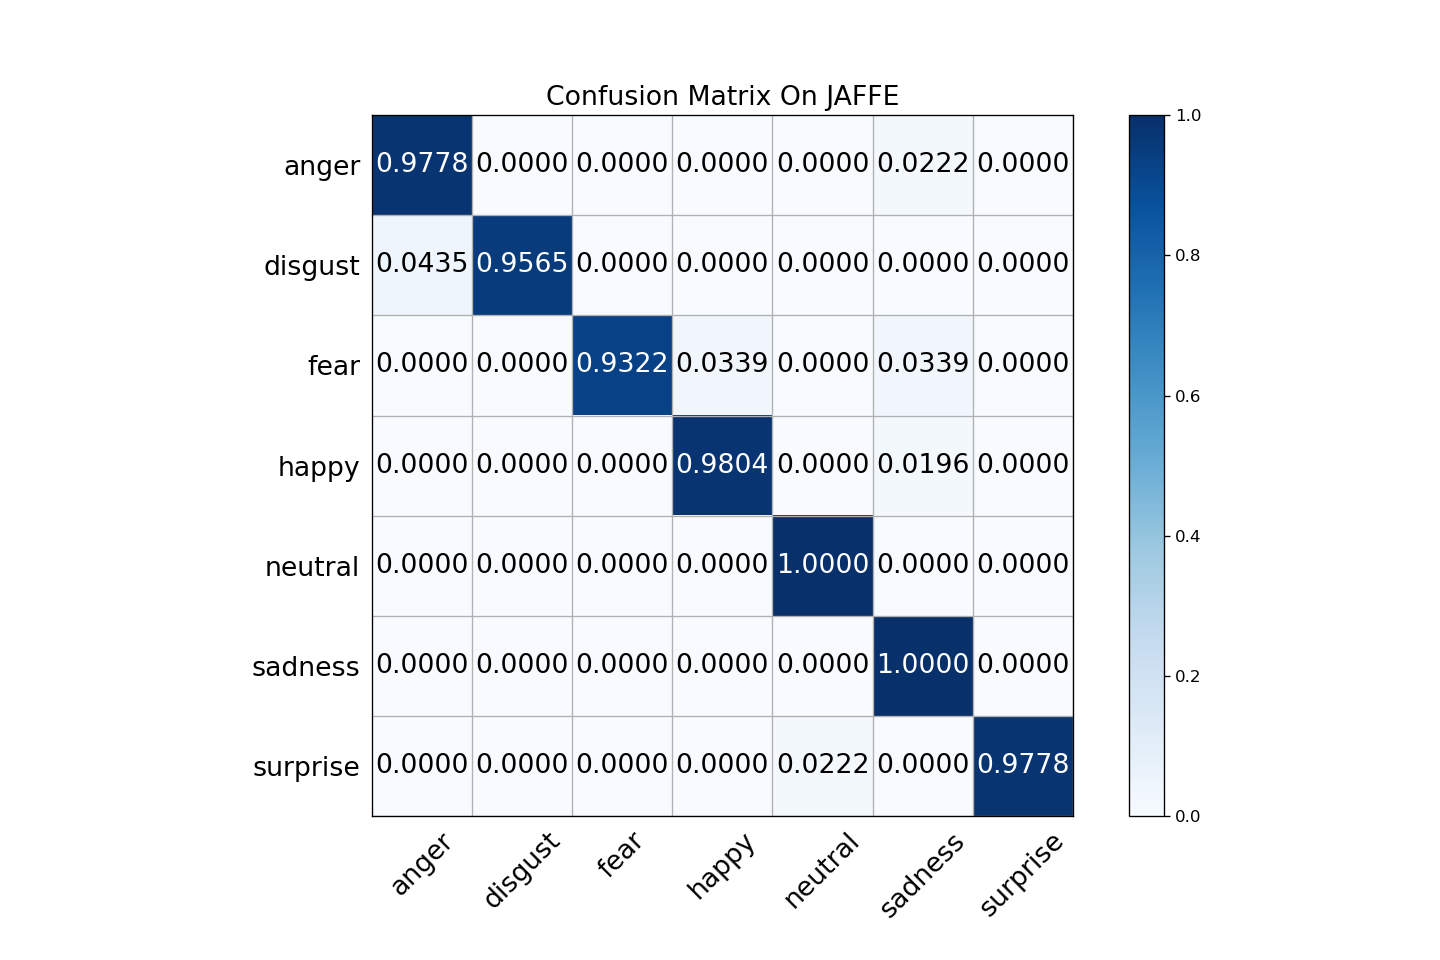 Confusion Matrix On JAFFE
anger 0.9778 0.0000 0.0000 0.0000 0.0000 0.0222 0.0000
disgust 0.0435 0.9565 0.0000 0.0000 0.0000 0.0000 0.0000
fear 0.0000 0.0000 0.9322 0.0339 0.0000 0.0339 0.0000
happy 0.0000 0.0000 0.0000 0.9804 0.0000 0.0196 0.0000
neutral 0.0000 0.0000 0.0000 0.0000 1.0000 0.0000 0.0000
sadness 0.0000 0.0000 0.0000 0.0000 0.0000 1.0000 0.0000
surprise 0.0000 0.0000 0.0000 0.0000 0.0222 0.0000 0.9778
anger disgust fear happy neutral sadness surprise
1.0
0.8
0.6
0.4
0.2
0.0